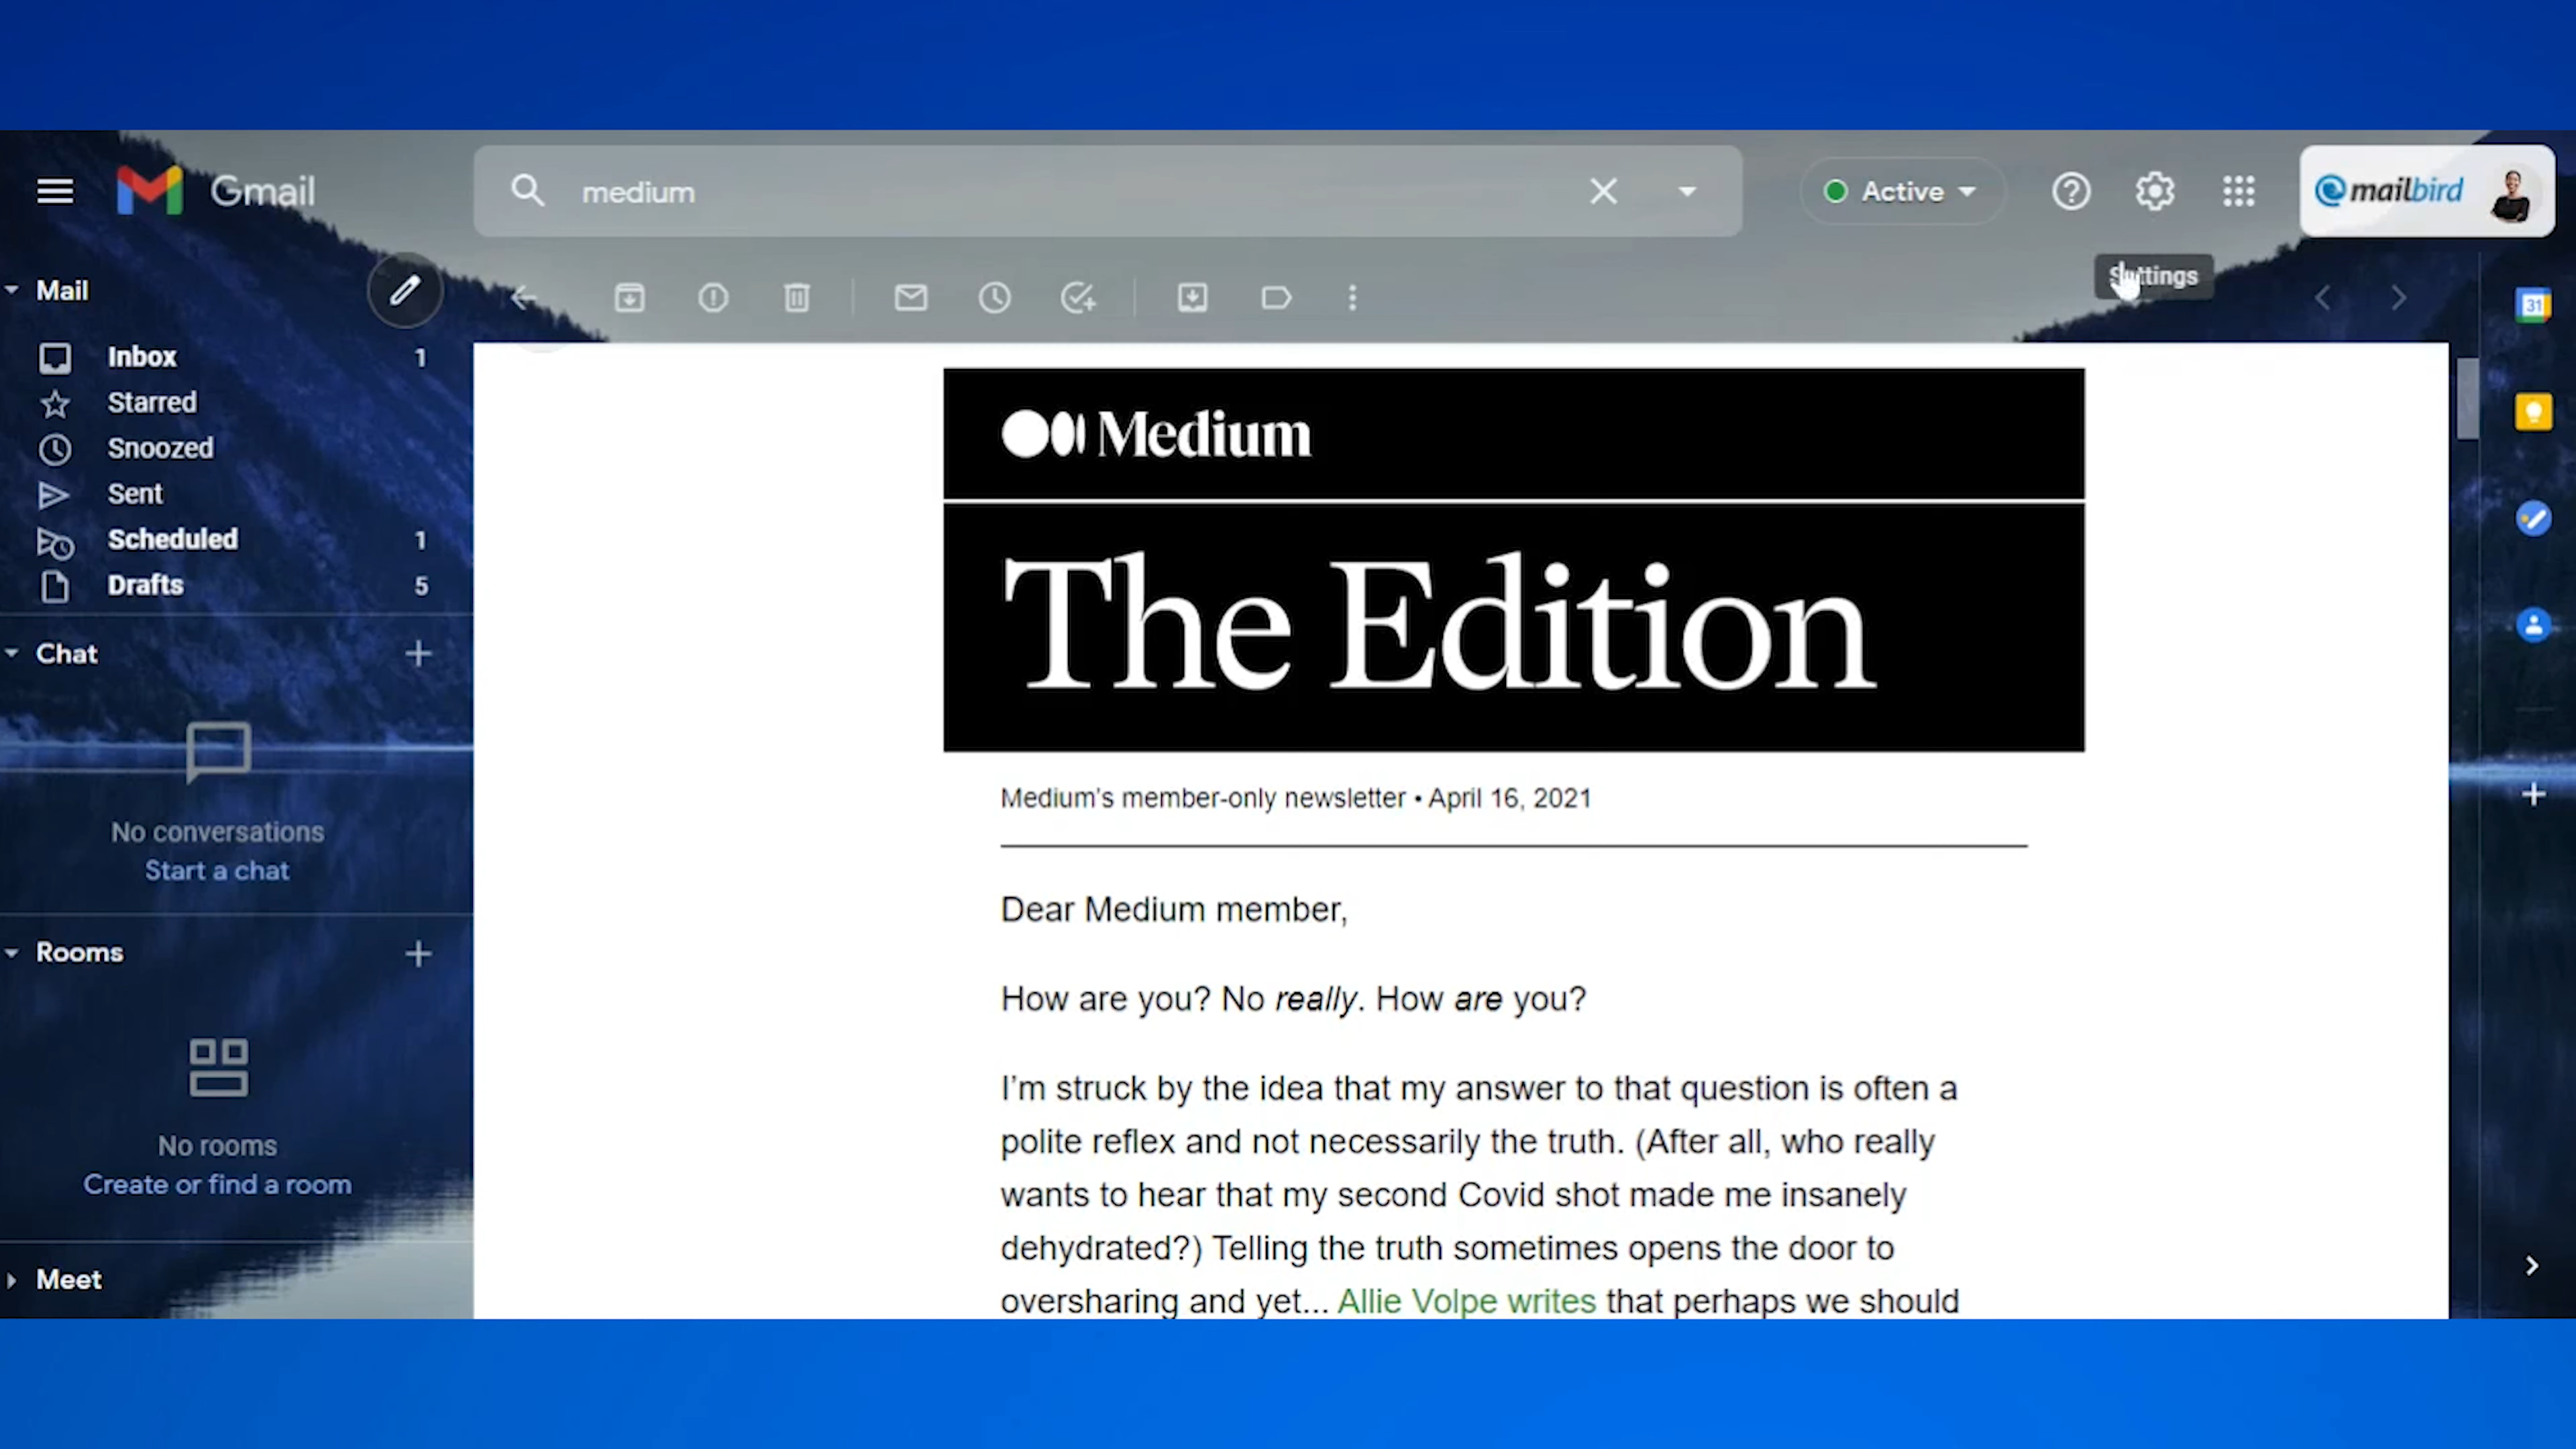 Gmail
medium
Active
mailbird
Settings
Mail
Inbox 1
Starred
Snoozed
Sent
Scheduled 1
Drafts 5
Chat
No conversations
Start a chat
Rooms
No rooms
Create or find a room
Meet
31
Medium
The Edition
Medium's member-only newsletter • April 16, 2021
Dear Medium member,
How are you? No really. How are you?
I'm struck by the idea that my answer to that question is often a
polite reflex and not necessarily the truth. (After all, who really
wants to hear that my second Covid shot made me insanely
dehydrated?) Telling the truth sometimes opens the door to
oversharing and yet... Allie Volpe writes that perhaps we should